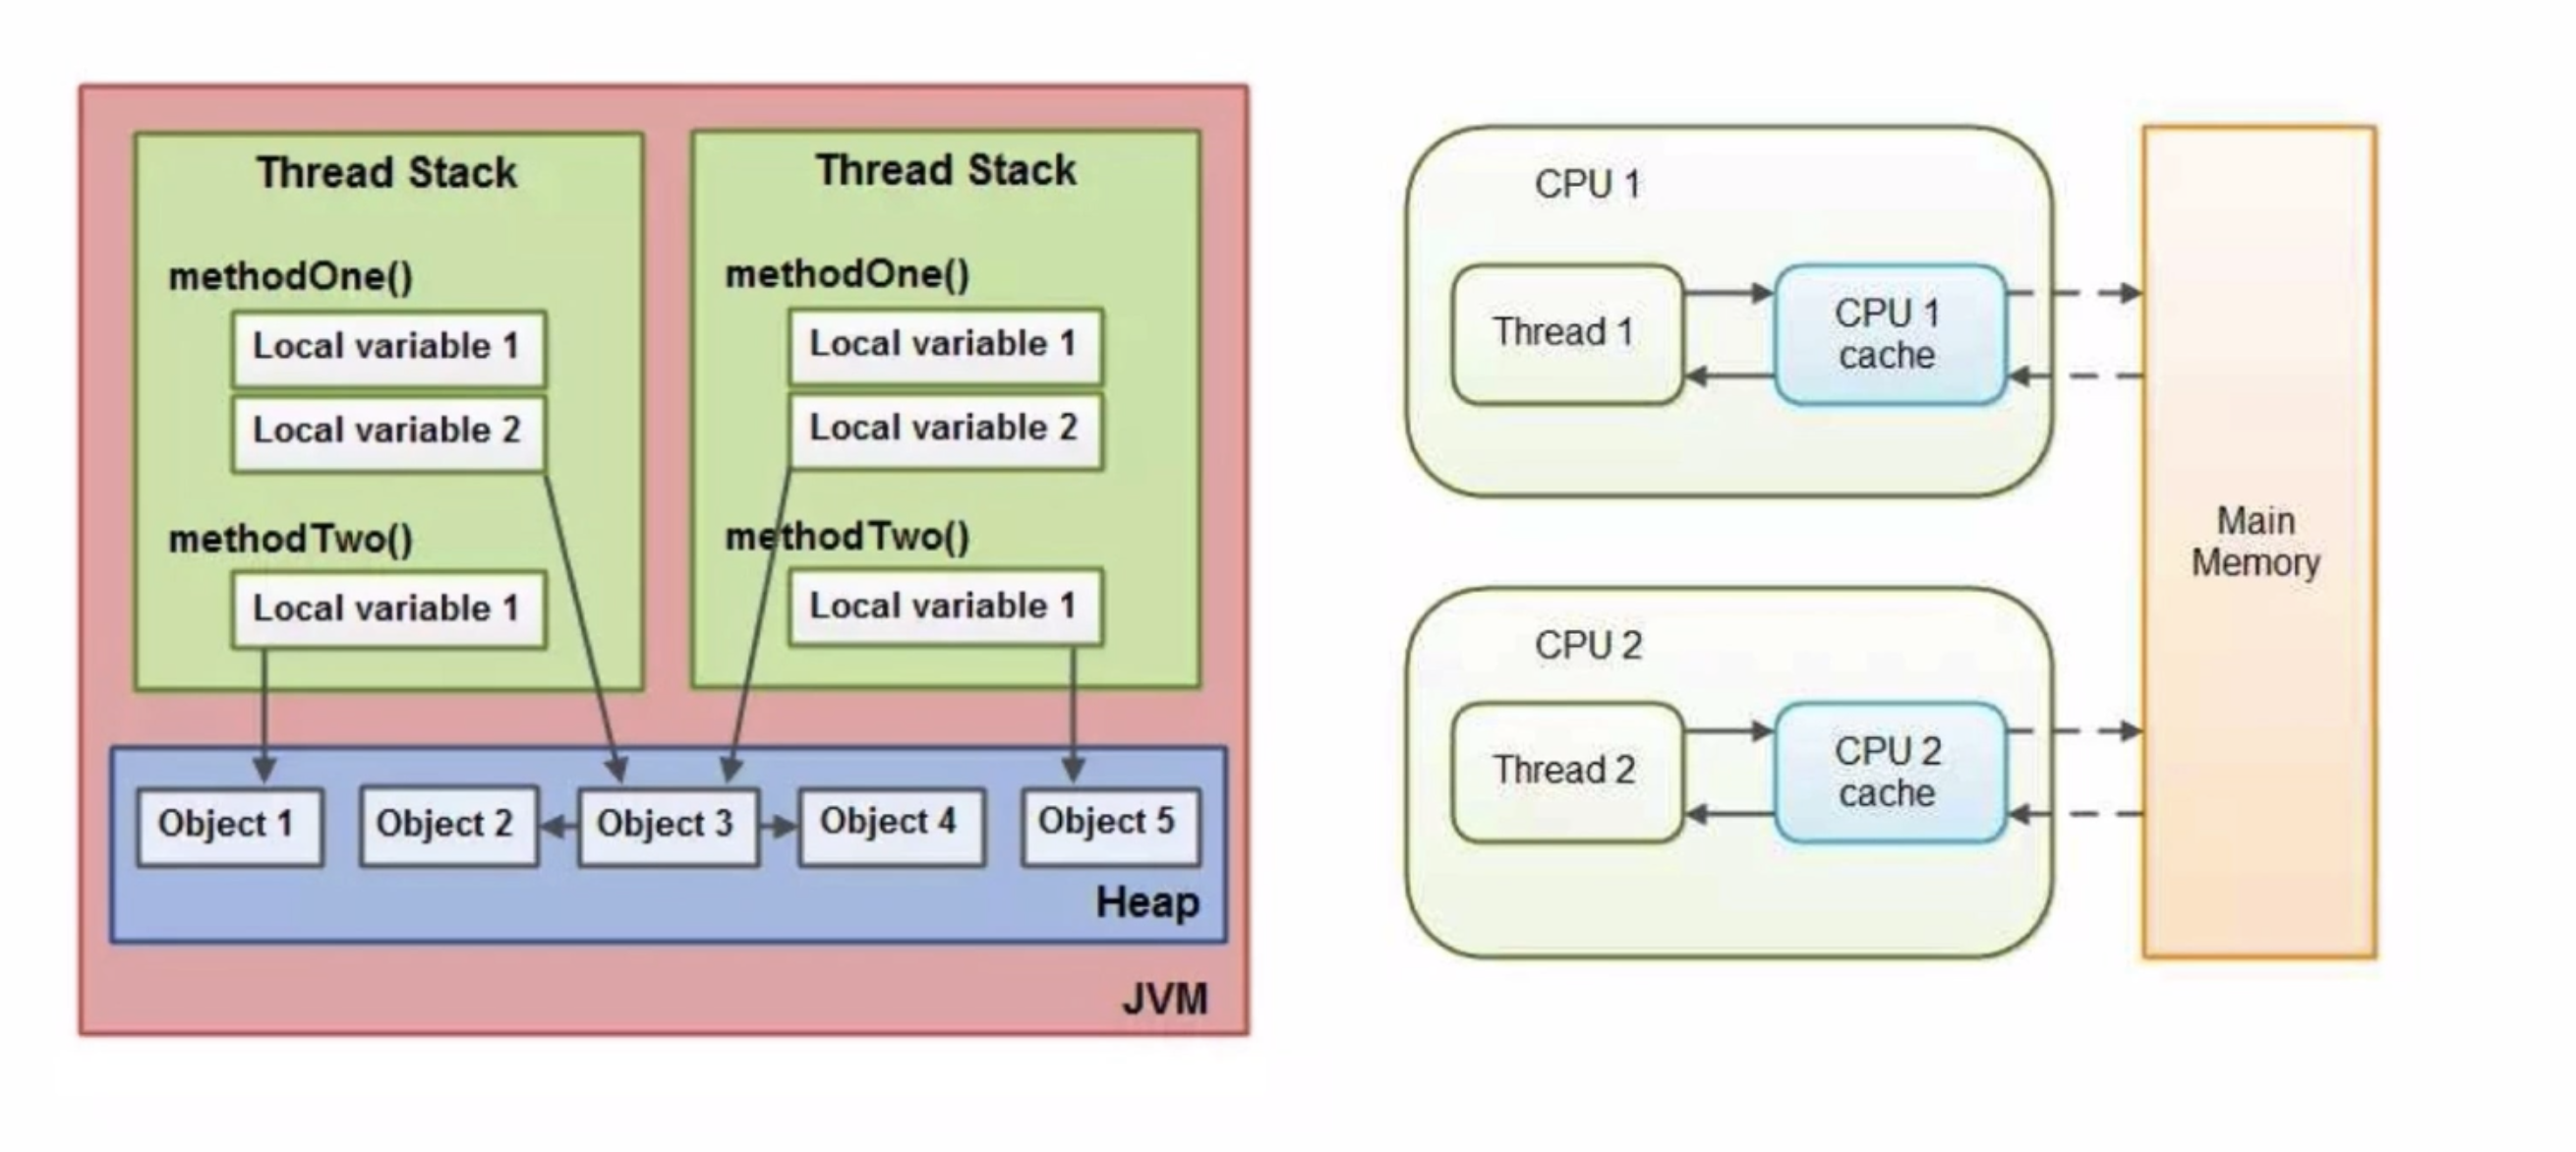 Thread Stack
methodOne()
Local variable 1
Local variable 2
methodTwo()
Local variable 1
Thread Stack
methodOne()
Local variable 1
Local variable 2
methodTwo()
Local variable 1
Object 1
Object 2
Object 3
Object 4
Object 5
Heap
JVM
CPU 1
Thread 1
CPU 1
cache
CPU 2
Thread 2
CPU 2
cache
Main
Memory